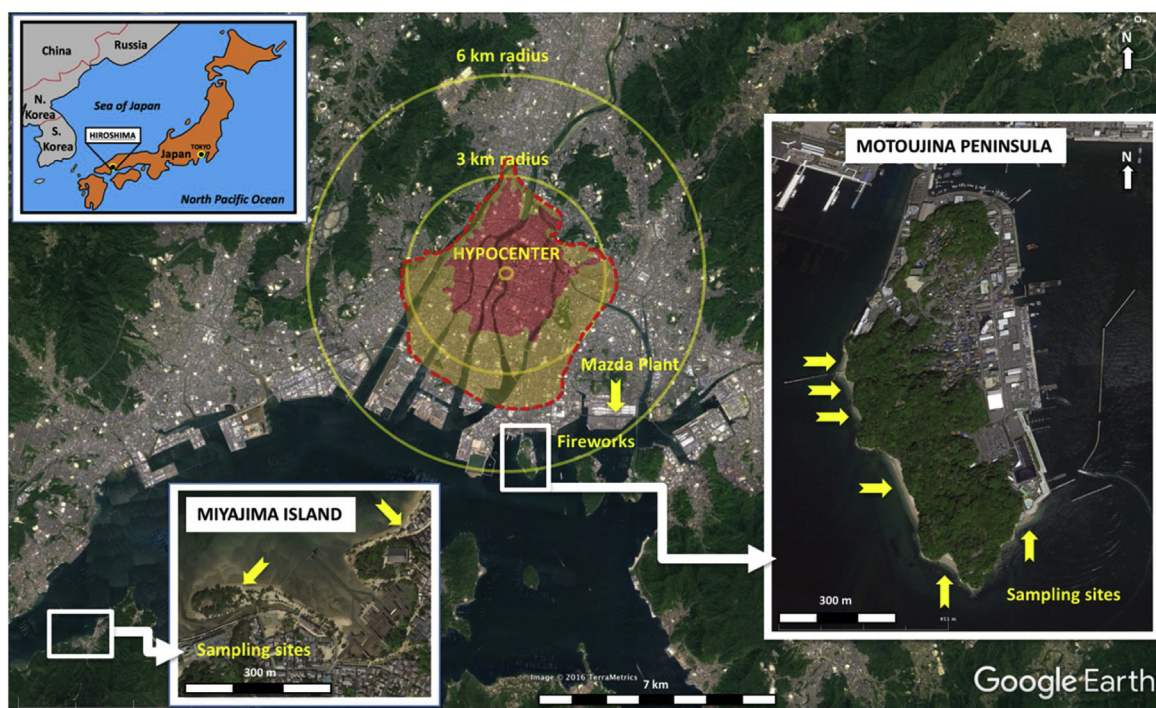 China
Russia
N.
Korea
Sea of Japan
S.
Korea
HIROSHIMA
Japan
TOKYO
North Pacific Ocean
6 km radius
3 km radius
HYPOCENTER
Mazda Plant
Fireworks
N
MOTOUJINA PENINSULA
N
Sampling sites
300 m
451 m
MIYAJIMA ISLAND
Sampling sites
300 m
Image © 2016 TerraMetrics
7 km
Google Earth